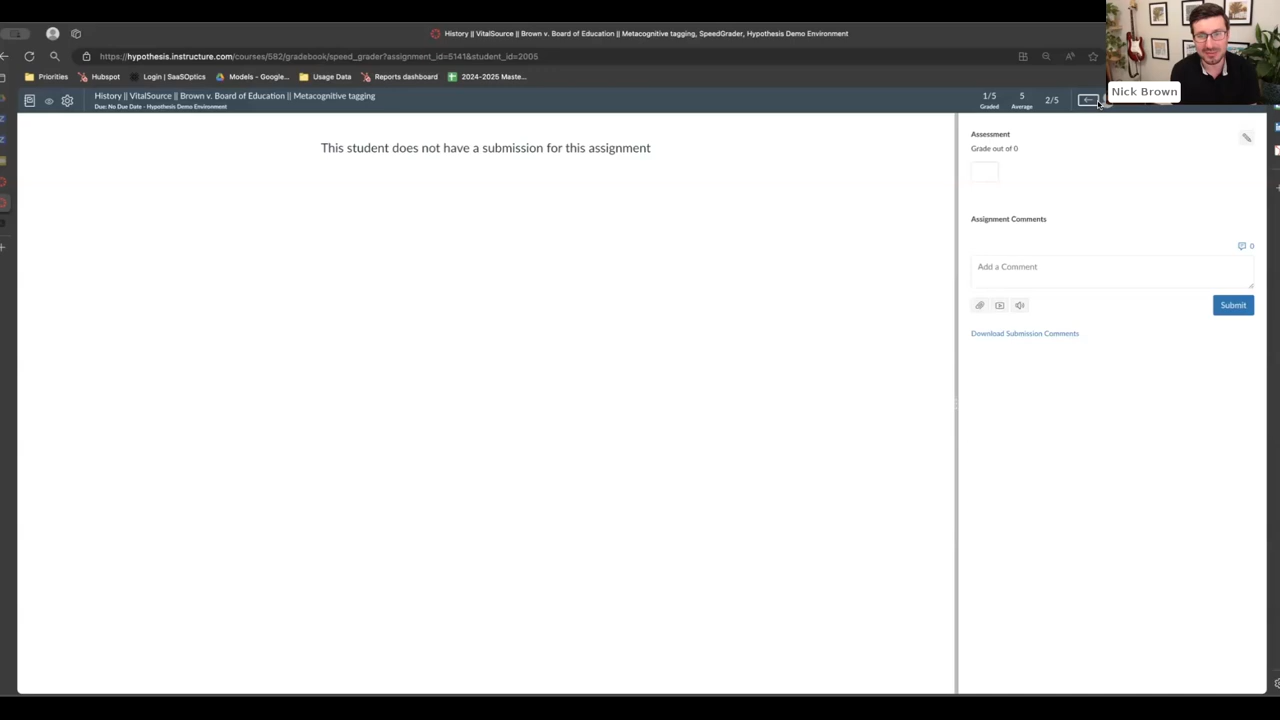 History || VitalSource || Brown v. Board of Education || Metacognitive tagging, SpeedGrader, Hypothesis Demo Environment
https://hypothesis.instructure.com/courses/582/gradebook/speed_grader?assignment_id=5141&student_id=2005
Priorities Hubspot Login | SaaSOptics Models - Google... Usage Data Reports dashboard 2024-2025 Maste...
Nick Brown
History || VitalSource || Brown v. Board of Education || Metacognitive tagging
Due: No Due Date - Hypothesis Demo Environment
1/5
Graded
5
Average
2/5
This student does not have a submission for this assignment
Assessment
Grade out of 0
Assignment Comments
0
Add a Comment
Submit
Download Submission Comments